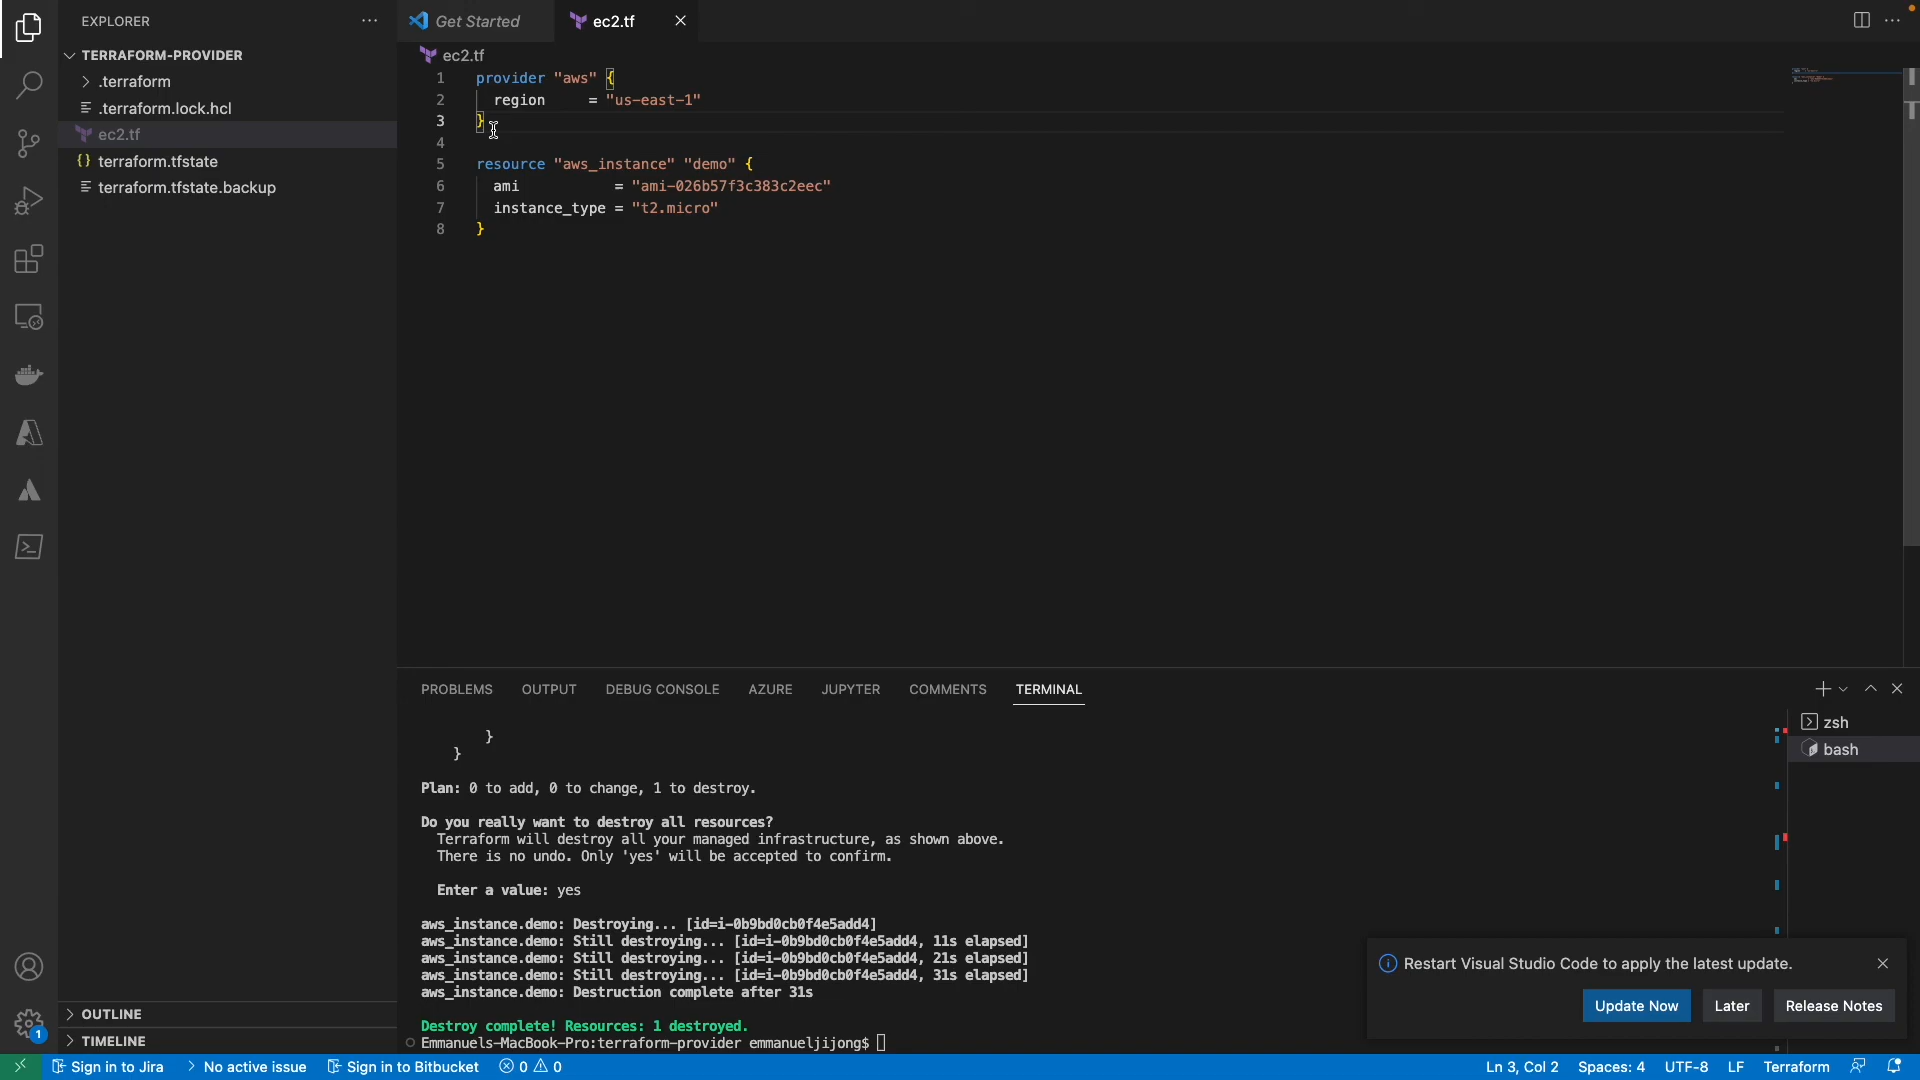 EXPLORER
TERRAFORM-PROVIDER
.terraform
.terraform.lock.hcl
ec2.tf
terraform.tfstate
terraform.tfstate.backup
OUTLINE
TIMELINE
Get Started
ec2.tf
ec2.tf
1 provider "aws" {
2 region = "us-east-1"
3 }
4
5 resource "aws_instance" "demo" {
6 ami = "ami-026b57f3c383c2eec"
7 instance_type = "t2.micro"
8 }
PROBLEMS OUTPUT DEBUG CONSOLE AZURE JUPYTER COMMENTS TERMINAL
}
}
Plan: 0 to add, 0 to change, 1 to destroy.
Do you really want to destroy all resources?
Terraform will destroy all your managed infrastructure, as shown above.
There is no undo. Only 'yes' will be accepted to confirm.
Enter a value: yes
aws_instance.demo: Destroying... [id=i-0b9bd0cb0f4e5add4]
aws_instance.demo: Still destroying... [id=i-0b9bd0cb0f4e5add4, 11s elapsed]
aws_instance.demo: Still destroying... [id=i-0b9bd0cb0f4e5add4, 21s elapsed]
aws_instance.demo: Still destroying... [id=i-0b9bd0cb0f4e5add4, 31s elapsed]
aws_instance.demo: Destruction complete after 31s
Destroy complete! Resources: 1 destroyed.
Emmanuels-MacBook-Pro:terraform-provider emmanueljijong$
zsh
bash
Restart Visual Studio Code to apply the latest update.
Update Now Later Release Notes
1
Sign in to Jira No active issue Sign in to Bitbucket 0 0 Ln 3, Col 2 Spaces: 4 UTF-8 LF Terraform